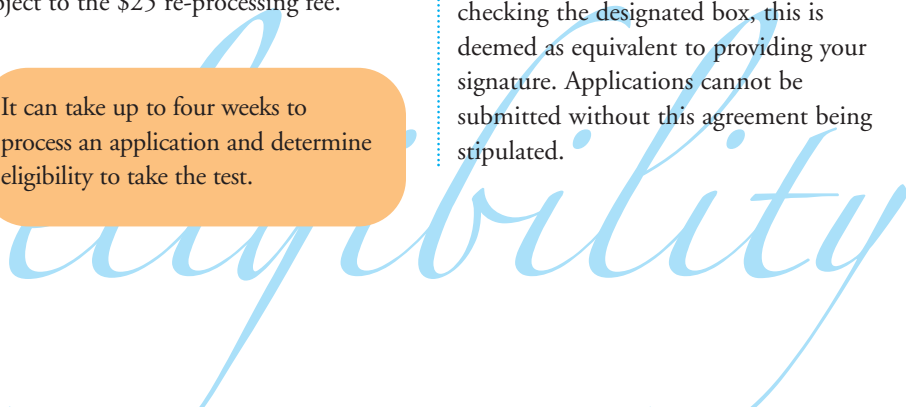 ject to the $25 re-processing fee.
It can take up to four weeks to
process an application and determine
eligibility to take the test.
checking the designated box, this is
deemed as equivalent to providing your
signature. Applications cannot be
submitted without this agreement being
stipulated.
eligibility